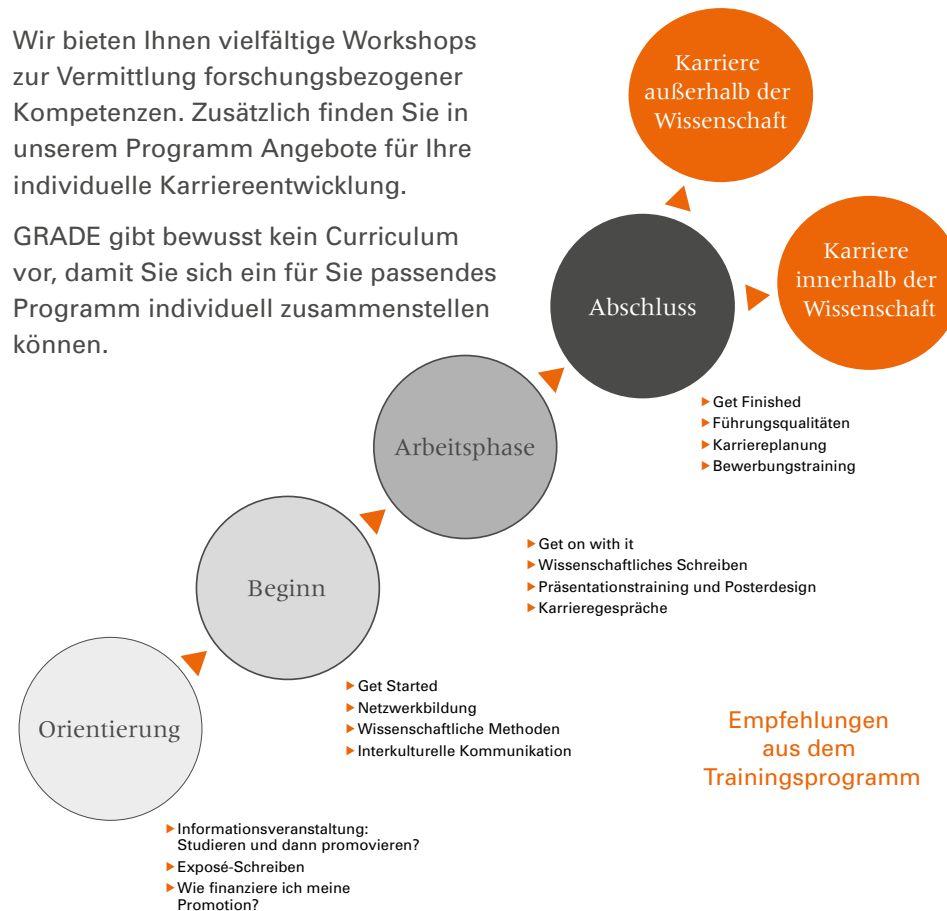 Wir bieten Ihnen vielfältige Workshops
zur Vermittlung forschungsbezogener
Kompetenzen. Zusätzlich finden Sie in
unserem Programm Angebote für Ihre
individuelle Karriereentwicklung.
GRADE gibt bewusst kein Curriculum
vor, damit Sie sich ein für Sie passendes
Programm individuell zusammenstellen
können.
Karriere
außerhalb der
Wissenschaft
Karriere
innerhalb der
Wissenschaft
Abschluss
▶ Get Finished
▶ Führungsqualitäten
▶ Karriereplanung
▶ Bewerbungstraining
Arbeitsphase
▶ Get on with it
▶ Wissenschaftliches Schreiben
▶ Präsentationstraining und Posterdesign
▶ Karrieregespräche
Beginn
▶ Get Started
▶ Netzwerkbildung
▶ Wissenschaftliche Methoden
▶ Interkulturelle Kommunikation
Orientierung
▶ Informationsveranstaltung:
Studieren und dann promovieren?
▶ Exposé-Schreiben
▶ Wie finanziere ich meine
Promotion?
Empfehlungen
aus dem
Trainingsprogramm